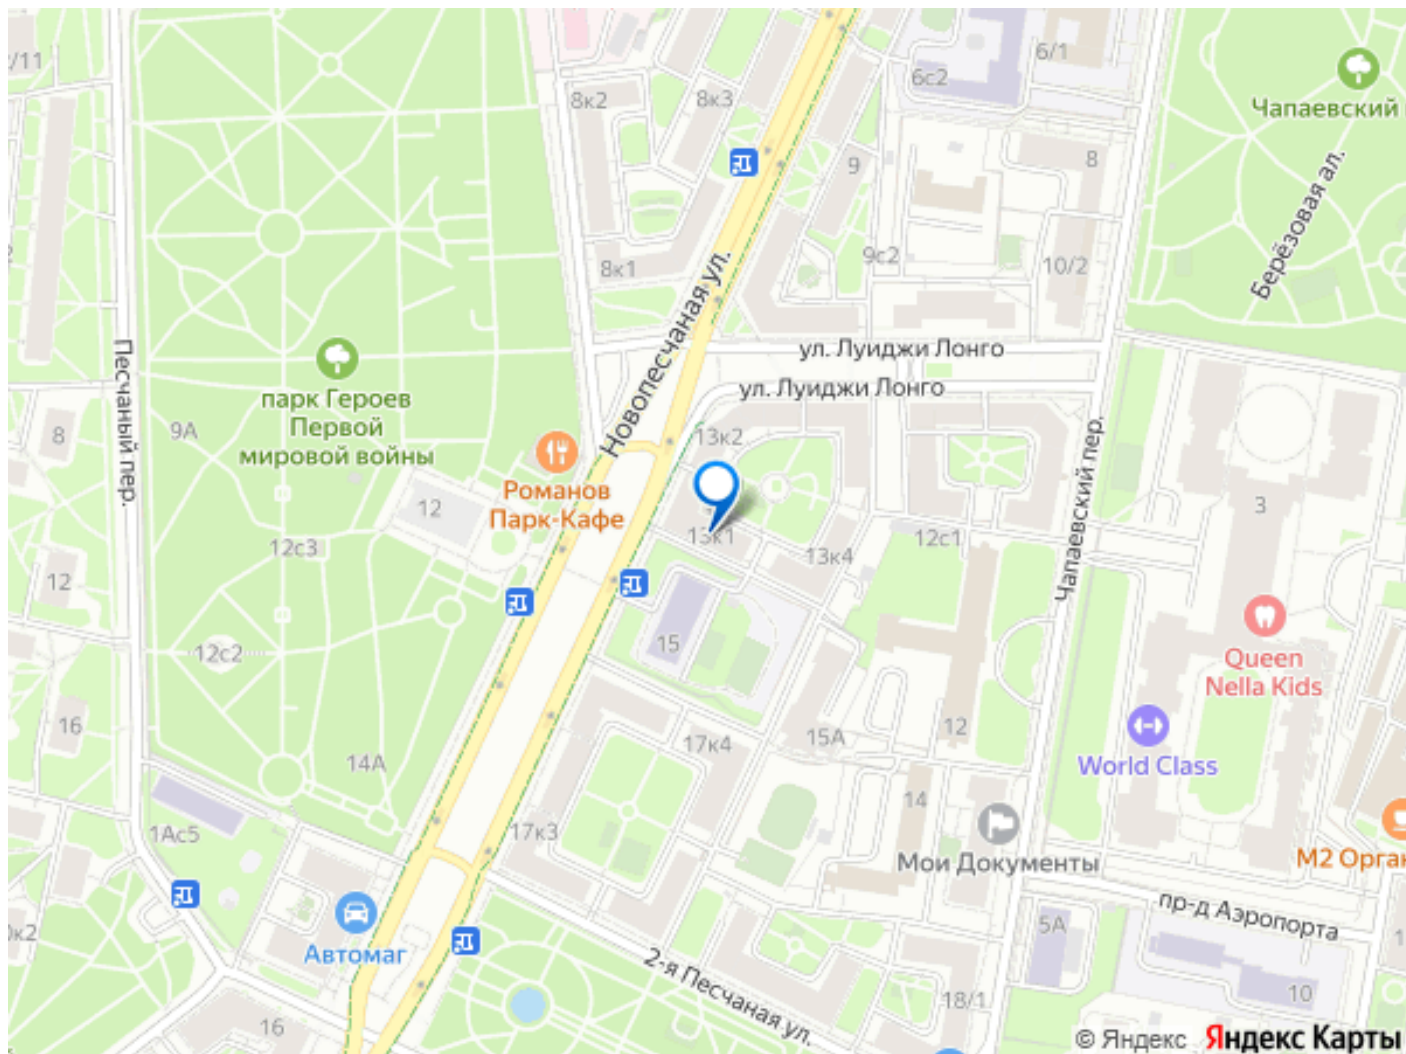 /11
8к2
8к3
6с2
6/1
Чапаевский
8
9
Берёзовая ал.
9с2
10/2
8к1
Новопесчаная ул.
ул. Луиджи Лонго
ул. Луиджи Лонго
Песчаный пер.
парк Героев
Первой
мировой войны
8
9А
13к2
Чапаевский пер.
Романов
Парк-Кафе
12
3
13к1
12с3
13к4
12с1
12
15
12с2
Queen
Nella Kids
16
17к4
15А
12
14А
World Class
14
1Ас5
17к3
Мои Документы
М2 Орган
пр-д Аэропорта
5А
Автомаг
2-я Песчаная ул.
18/1
10
16
© Яндекс Яндекс Карты